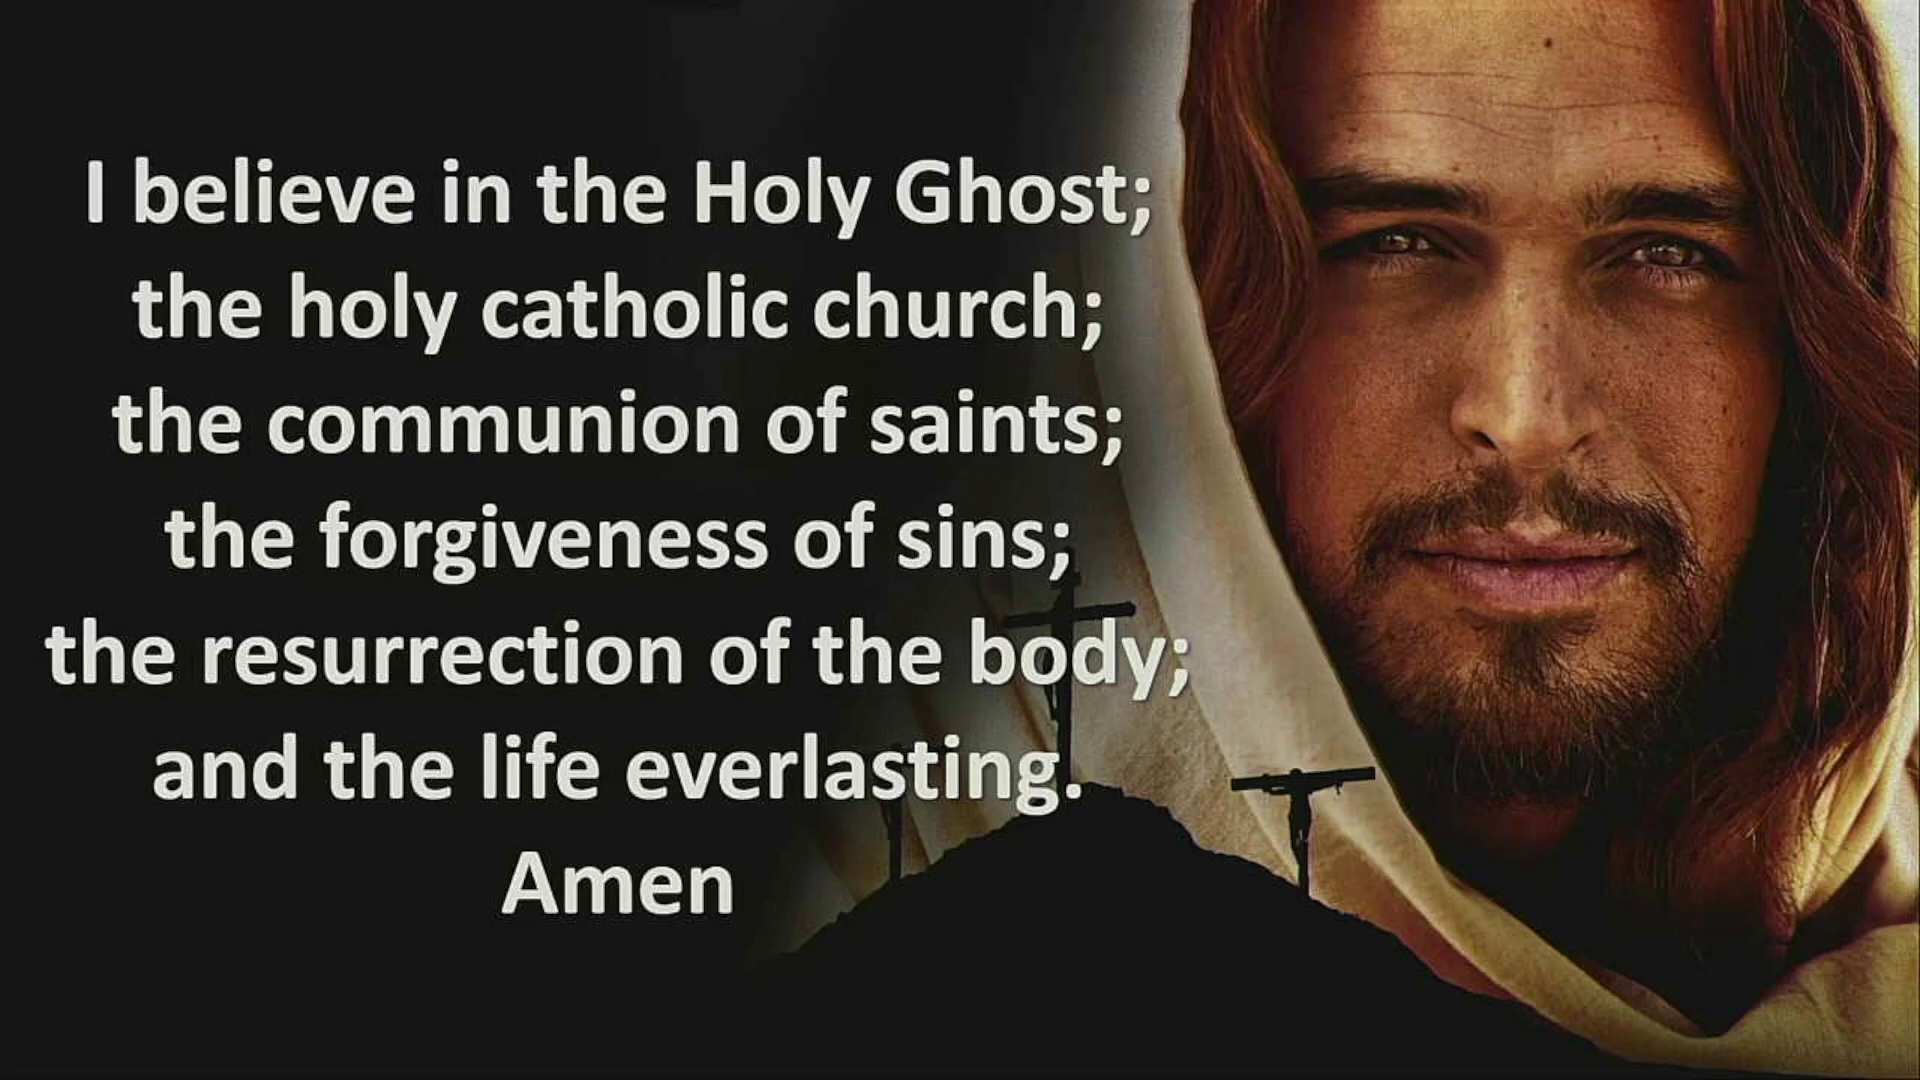 I believe in the Holy Ghost;
the holy catholic church;
the communion of saints;
the forgiveness of sins;
the resurrection of the body;
and the life everlasting.
Amen